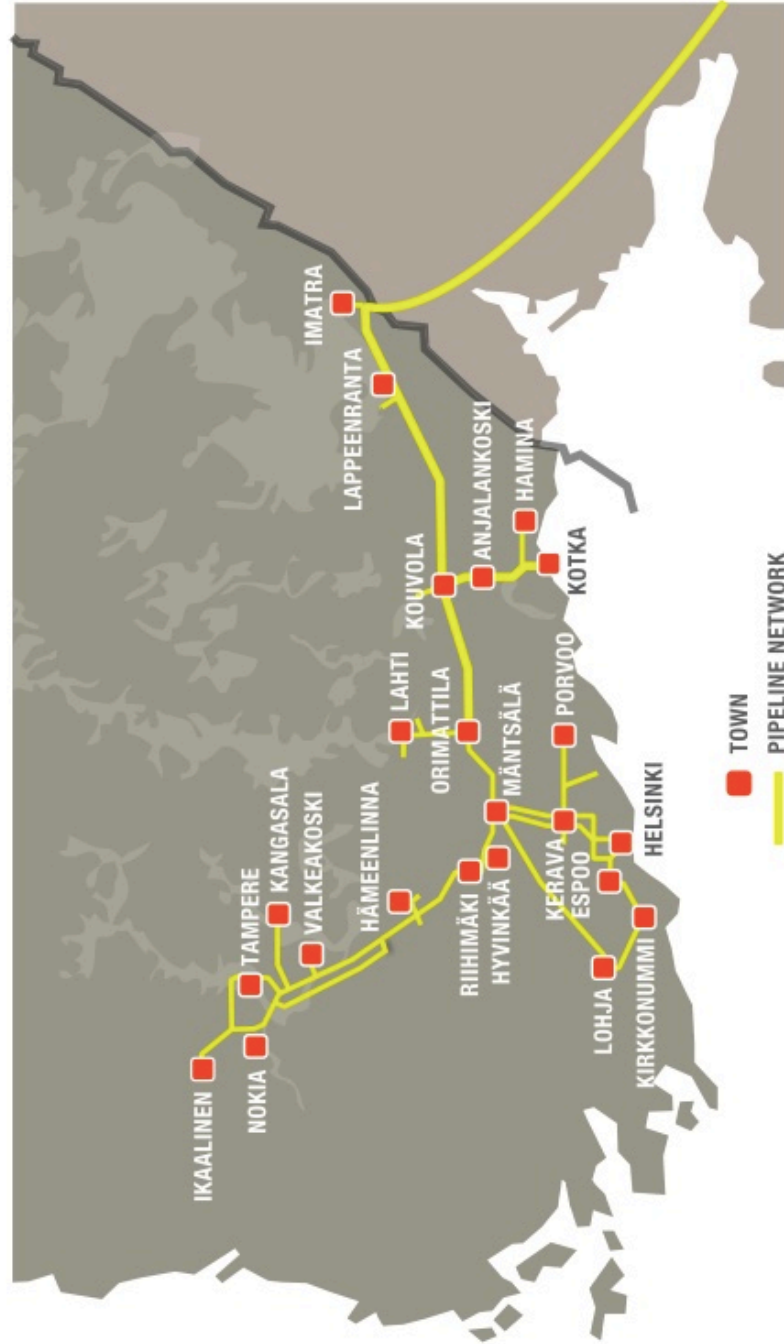 IKAALINEN
NOKIA
TAMPERE
KANGASALA
VALKEAKOSKI
HÄMEENLINNA
RIIHIMÄKI
HYVINKÄÄ
LAHTI
ORIMATTILA
MÄNTSÄLÄ
KERAVA
ESPOO
LOHJA
KIRKKONUMMI
HELSINKI
PORVOO
KOUVOLA
ANJALANKOSKI
HAMINA
KOTKA
LAPPEENRANTA
IMATRA
TOWN
PIPELINE NETWORK